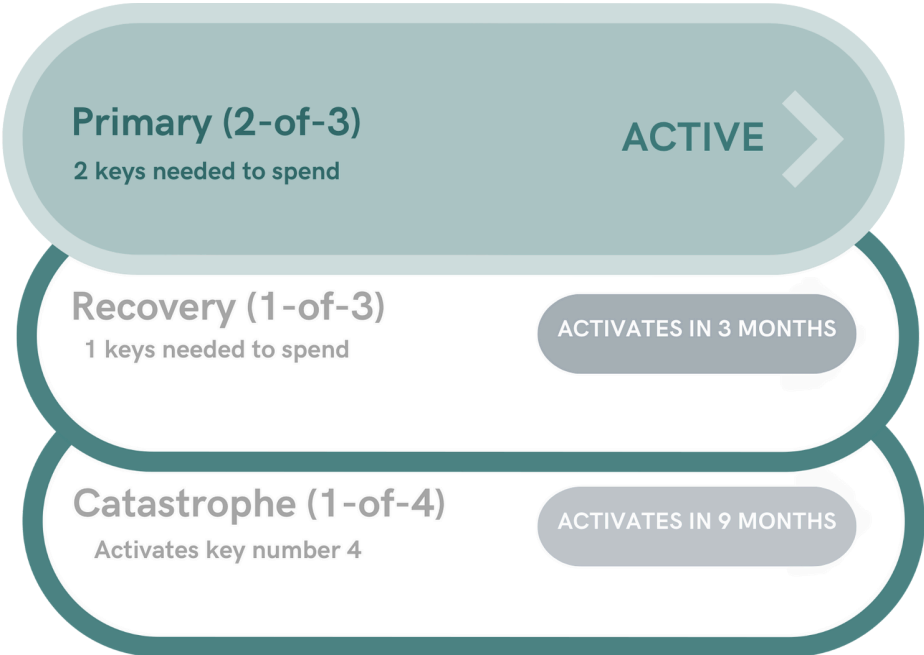 Primary (2-of-3)
2 keys needed to spend
ACTIVE
Recovery (1-of-3)
1 keys needed to spend
ACTIVATES IN 3 MONTHS
Catastrophe (1-of-4)
Activates key number 4
ACTIVATES IN 9 MONTHS